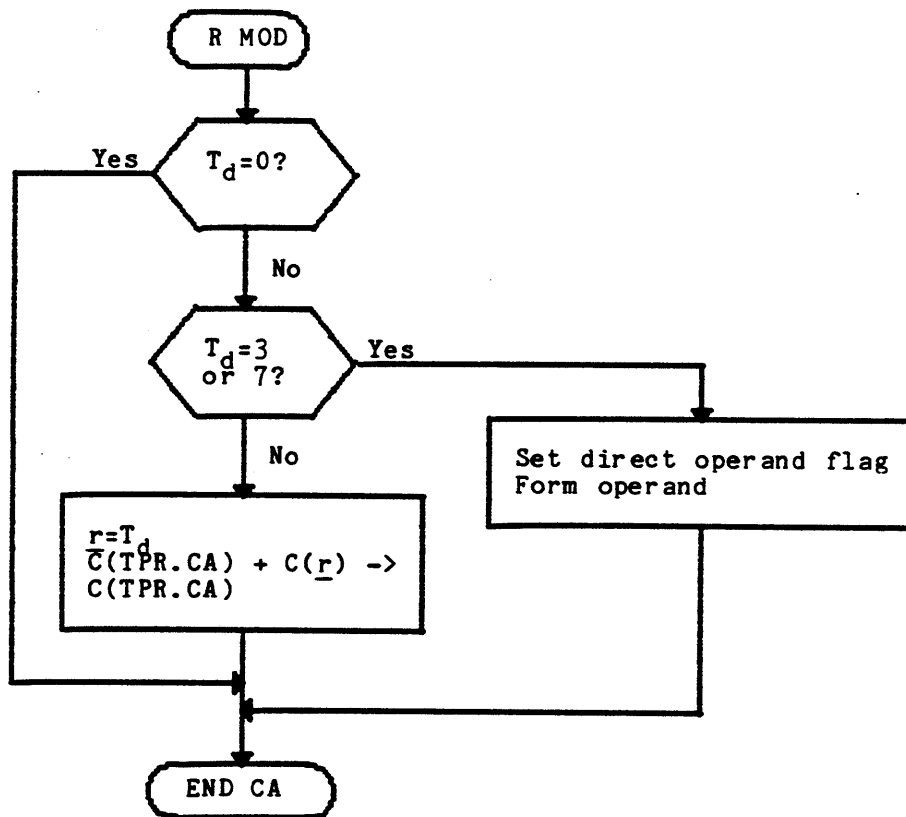 R MOD
Yes
T_d=0?
No
T_d=3
or 7?
Yes
No
Set direct operand flag
Form operand
r=T_d
C(TPR.CA) + C(r) ->
C(TPR.CA)
END CA